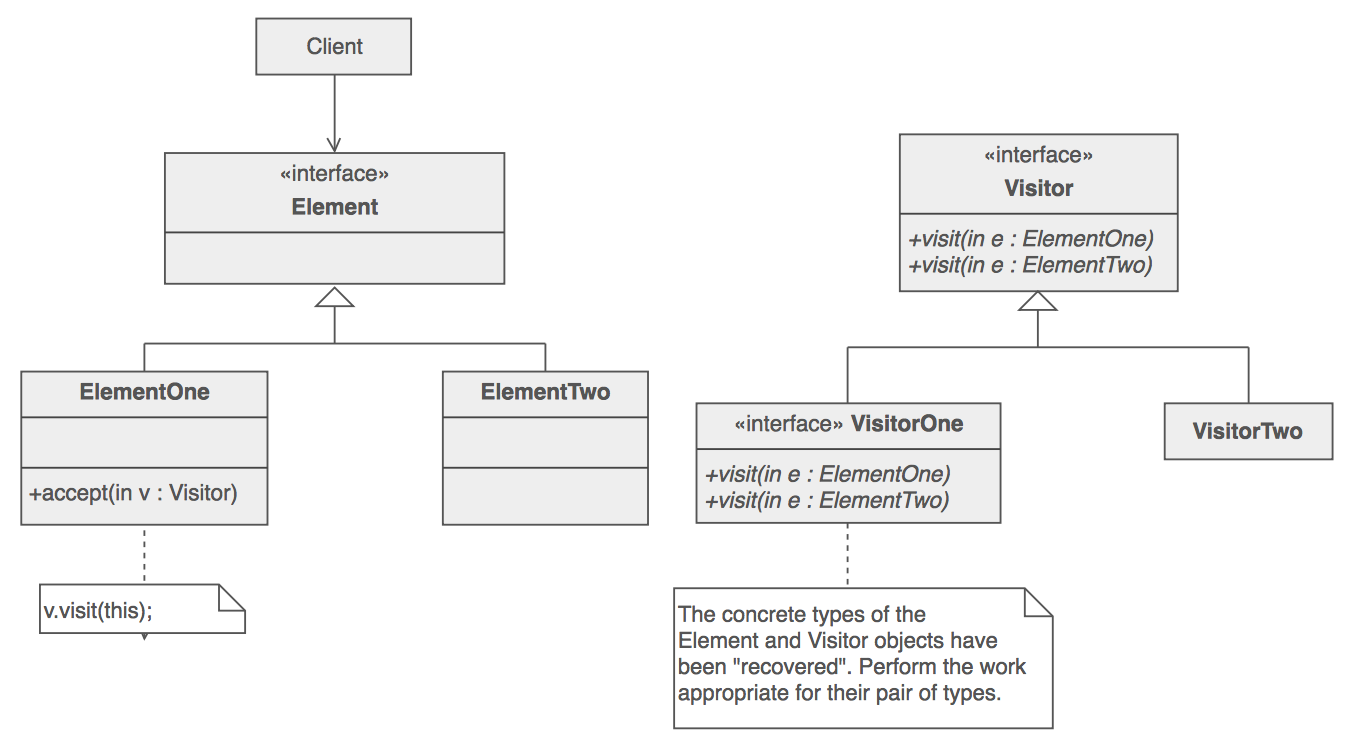 Client
«interface»
Element
ElementOne
+accept(in v : Visitor)
v.visit(this);
ElementTwo
«interface»
Visitor
+visit(in e : ElementOne)
+visit(in e : ElementTwo)
«interface» VisitorOne
+visit(in e : ElementOne)
+visit(in e : ElementTwo)
The concrete types of the
Element and Visitor objects have
been "recovered". Perform the work
appropriate for their pair of types.
VisitorTwo